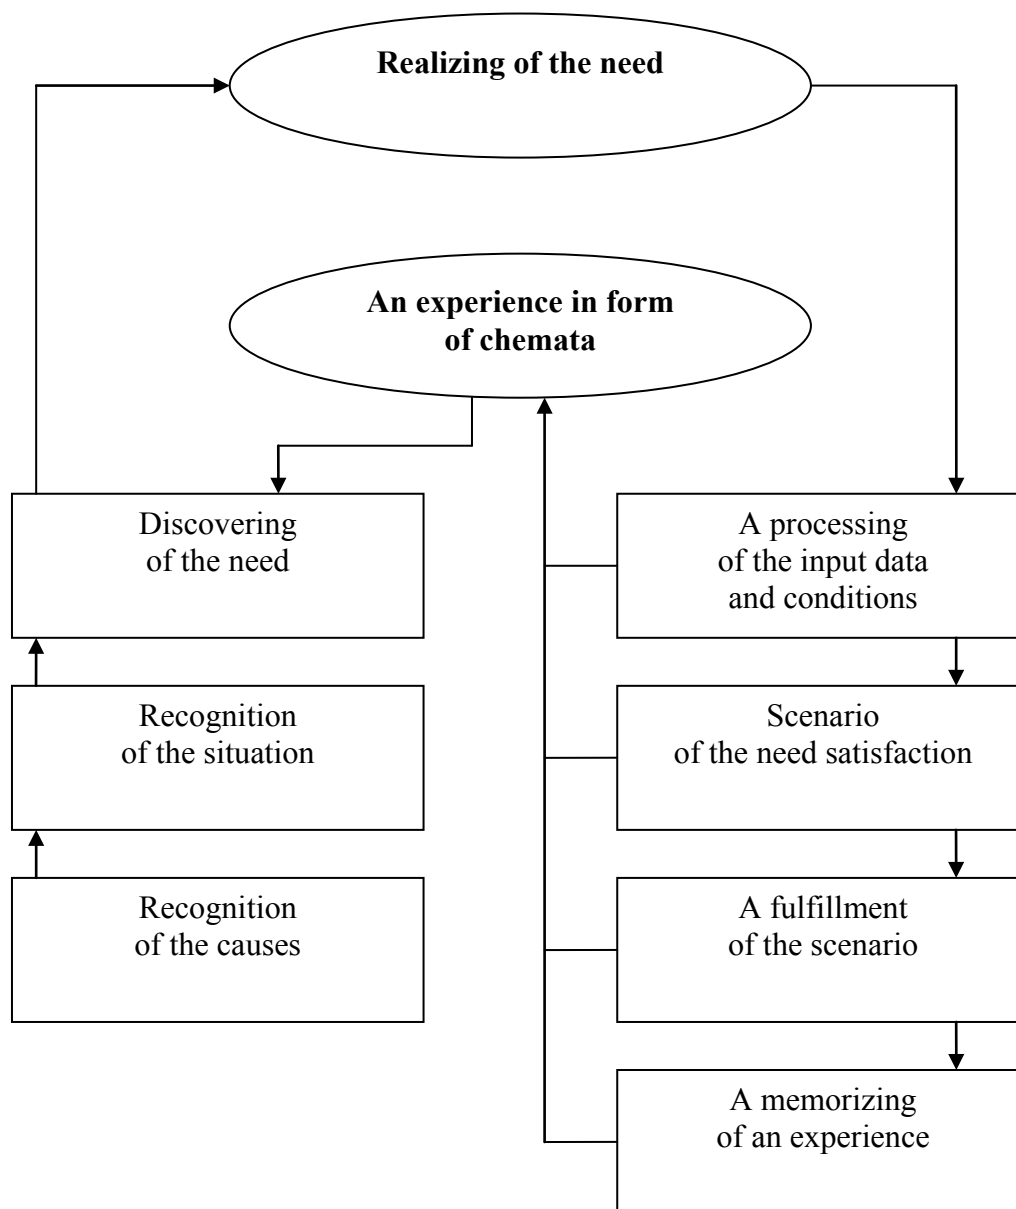 Realizing of the need
An experience in form
of chemata
Discovering
of the need
Recognition
of the situation
Recognition
of the causes
A processing
of the input data
and conditions
Scenario
of the need satisfaction
A fulfillment
of the scenario
A memorizing
of an experience